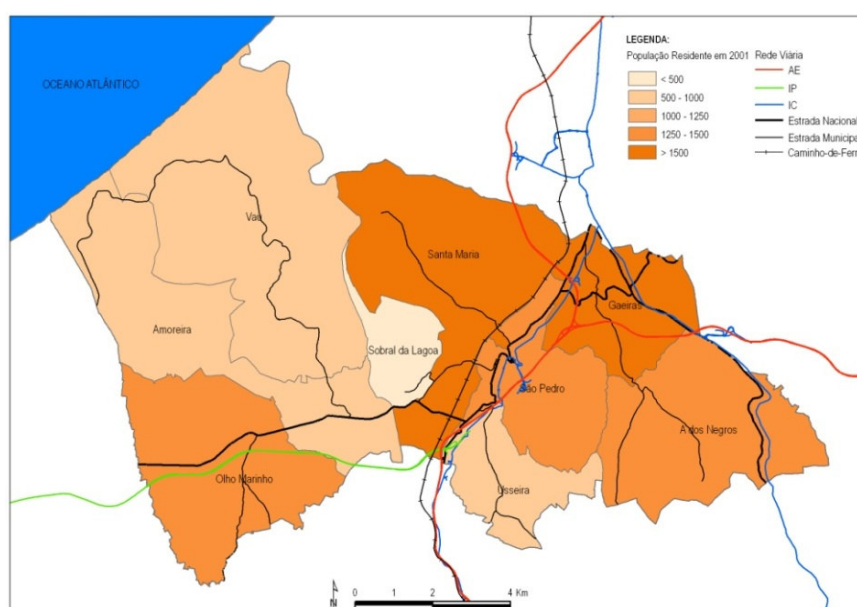 OCEANO ATLÂNTICO
LEGENDA:
População Residente em 2001
< 500
500 - 1000
1000 - 1250
1250 - 1500
> 1500
Rede Viária
AE
IP
IC
Estrada Nacional
Estrada Municipa
Caminho-de-Ferr
Vau
Santa Maria
Gaeiras
Amoreira
Sobral da Lagoa
São Pedro
A dos Negros
Olho Marinho
Usseira
N
0 1 2 4 Km